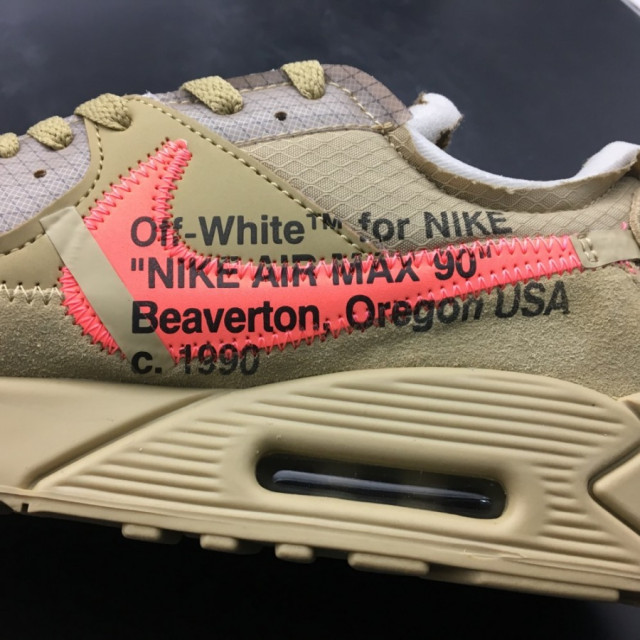 Off-White™ for NIKE
"NIKE AIR MAX 90"
Beaverton, Oregon USA
c. 1990